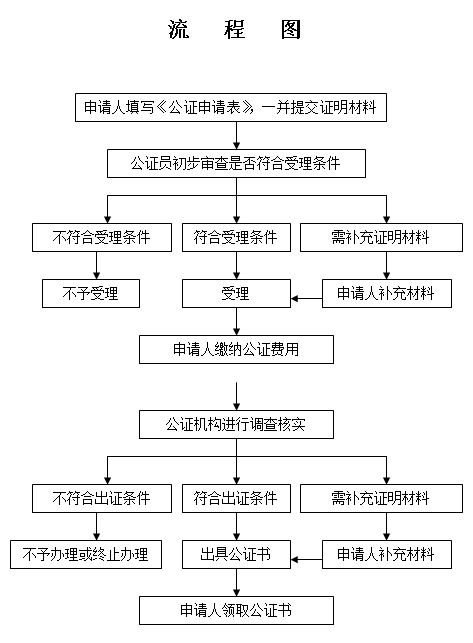 流 程 图
申请人填写《公证申请表》，一并提交证明材料
公证员初步审查是否符合受理条件
不符合受理条件
符合受理条件
需补充证明材料
不予受理
受理
申请人补充材料
申请人缴纳公证费用
公证机构进行调查核实
不符合出证条件
符合出证条件
需补充证明材料
不予办理或终止办理
出具公证书
申请人补充材料
申请人领取公证书